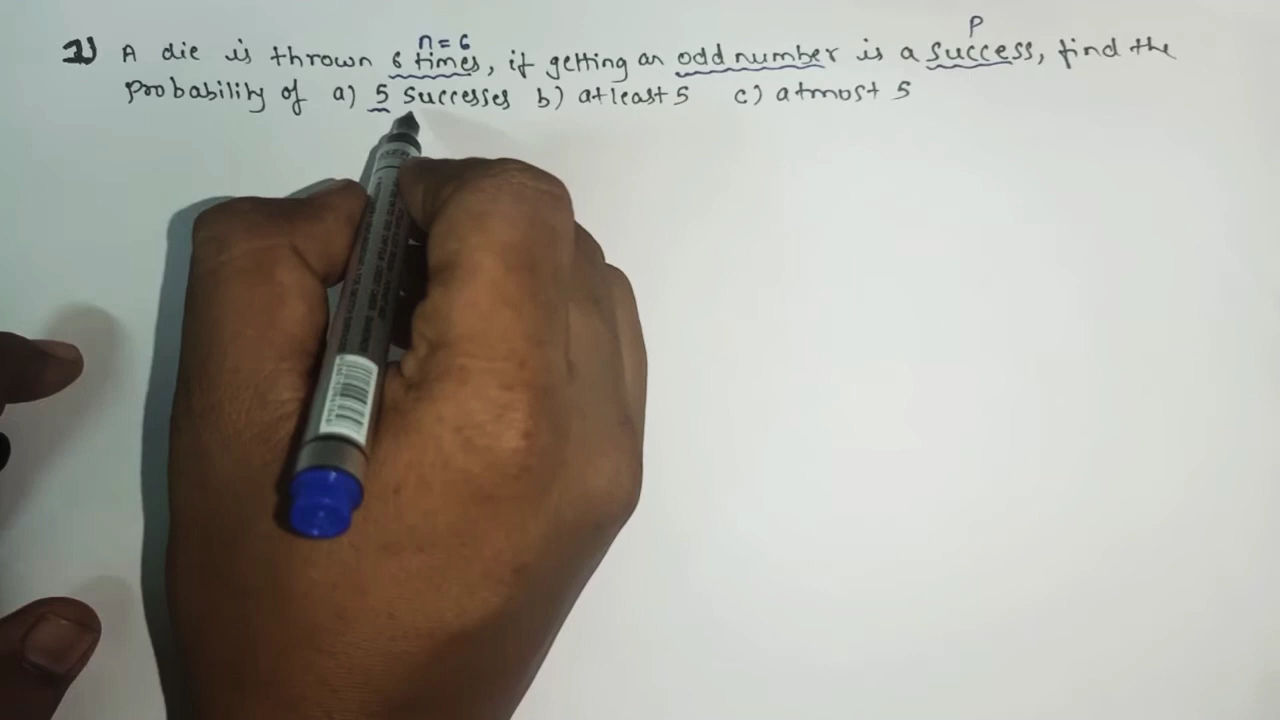 P
n=6
1) A die is thrown 6 times, if getting an odd number is a success, find the
probability of a) 5 successes b) atleast 5 c) atmost 5